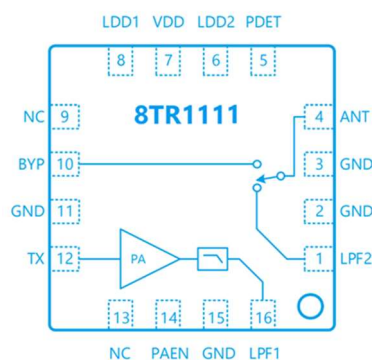 LDD1 VDD LDD2 PDET
8 7 6 5
8TR1111
NC 9 4 ANT
BYP 10 3 GND
GND 11 2 GND
TX 12 PA 1 LPF2
13 14 15 16
NC PAEN GND LPF1